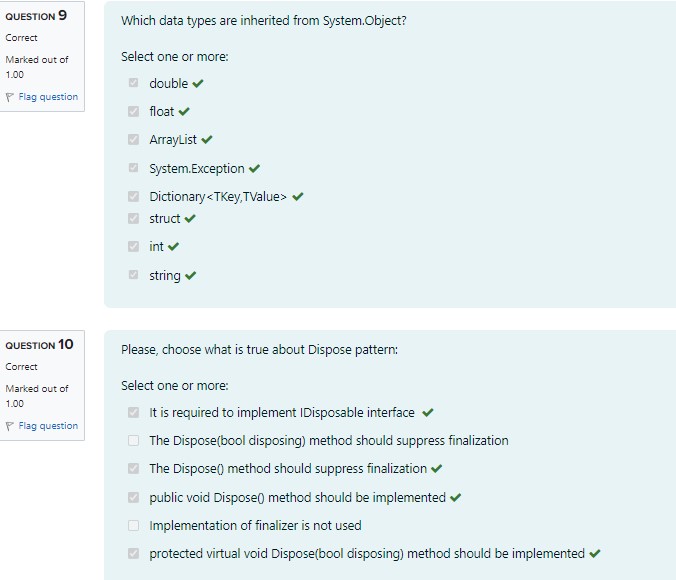 QUESTION 9
Correct
Marked out of
1.00
Flag question
Which data types are inherited from System.Object?
Select one or more:
double
float
ArrayList
System.Exception
Dictionary<TKey,TValue>
struct
int
string
QUESTION 10
Correct
Marked out of
1.00
Flag question
Please, choose what is true about Dispose pattern:
Select one or more:
It is required to implement IDisposable interface
The Dispose(bool disposing) method should suppress finalization
The Dispose() method should suppress finalization
public void Dispose() method should be implemented
Implementation of finalizer is not used
protected virtual void Dispose(bool disposing) method should be implemented